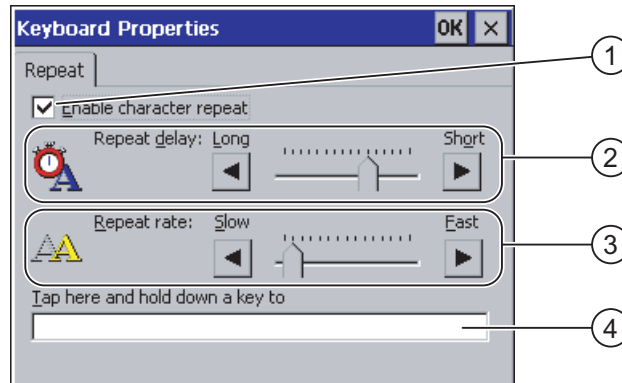 Keyboard Properties OK ×
Repeat
1
Enable character repeat
Repeat delay: Long Short
2
A
Repeat rate: Slow Fast
3
AA
Tap here and hold down a key to
4